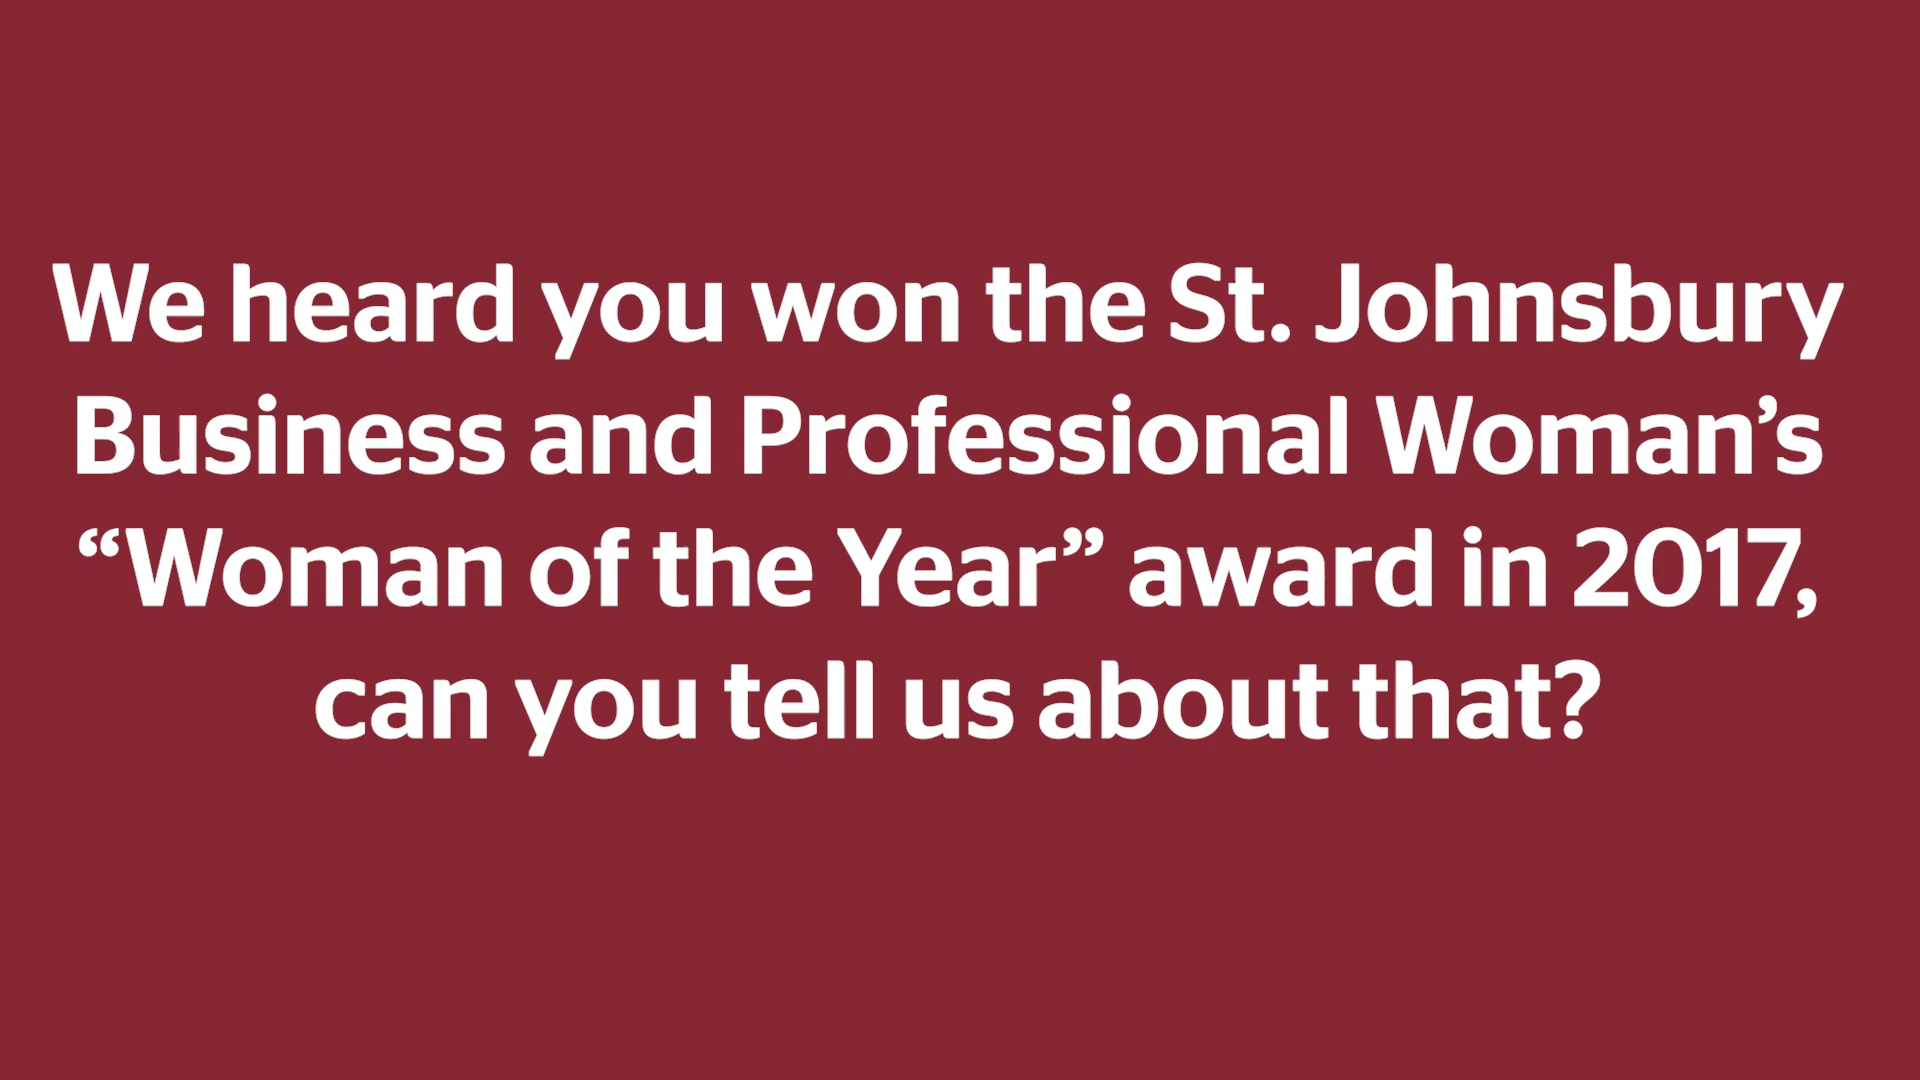 We heard you won the St. Johnsbury
Business and Professional Woman’s
“Woman of the Year” award in 2017,
can you tell us about that?